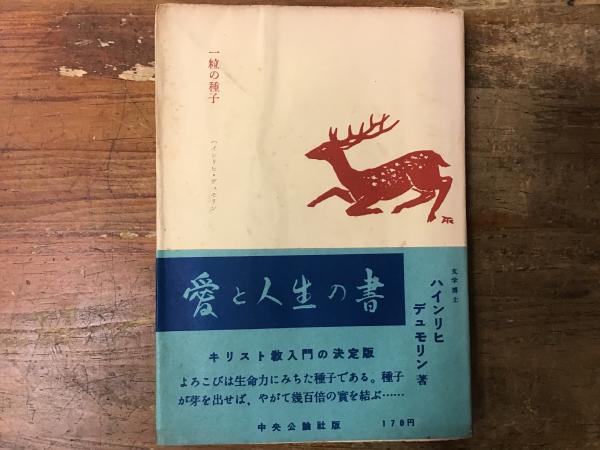 一粒の種子
ハインリヒ・デュモリン
愛と人生の書
文学博士
ハインリヒ
デュモリン著
キリスト教入門の決定版
よろこびは生命力にみちた種子である。種子
が芽を出せば、やがて幾百倍の實を結ぶ……
中央公論社版
170円